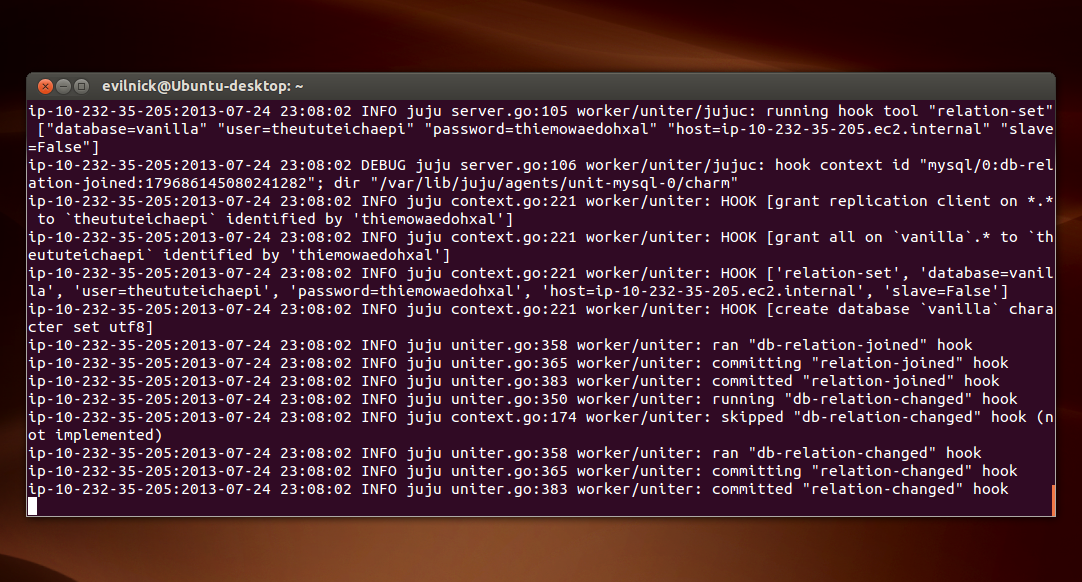 evilnick@Ubuntu-desktop: ~
ip-10-232-35-205:2013-07-24 23:08:02 INFO juju server.go:105 worker/uniter/jujuc: running hook tool "relation-set"
 ["database=vanilla" "user=theututeichaepi" "password=thiemowaedohxal" "host=ip-10-232-35-205.ec2.internal" "slave
=False"]
ip-10-232-35-205:2013-07-24 23:08:02 DEBUG juju server.go:106 worker/uniter/jujuc: hook context id "mysql/0:db-rel
ation-joined:179686145080241282"; dir "/var/lib/juju/agents/unit-mysql-0/charm"
ip-10-232-35-205:2013-07-24 23:08:02 INFO juju context.go:221 worker/uniter: HOOK [grant replication client on *.*
 to `theututeichaepi` identified by 'thiemowaedohxal']
ip-10-232-35-205:2013-07-24 23:08:02 INFO juju context.go:221 worker/uniter: HOOK [grant all on `vanilla`.* to `th
eututeichaepi` identified by 'thiemowaedohxal']
ip-10-232-35-205:2013-07-24 23:08:02 INFO juju context.go:221 worker/uniter: HOOK ['relation-set', 'database=vanil
la', 'user=theututeichaepi', 'password=thiemowaedohxal', 'host=ip-10-232-35-205.ec2.internal', 'slave=False']
ip-10-232-35-205:2013-07-24 23:08:02 INFO juju context.go:221 worker/uniter: HOOK [create database `vanilla` chara
cter set utf8]
ip-10-232-35-205:2013-07-24 23:08:02 INFO juju uniter.go:358 worker/uniter: ran "db-relation-joined" hook
ip-10-232-35-205:2013-07-24 23:08:02 INFO juju uniter.go:365 worker/uniter: committing "relation-joined" hook
ip-10-232-35-205:2013-07-24 23:08:02 INFO juju uniter.go:383 worker/uniter: committed "relation-joined" hook
ip-10-232-35-205:2013-07-24 23:08:02 INFO juju uniter.go:350 worker/uniter: running "db-relation-changed" hook
ip-10-232-35-205:2013-07-24 23:08:02 INFO juju context.go:174 worker/uniter: skipped "db-relation-changed" hook (n
ot implemented)
ip-10-232-35-205:2013-07-24 23:08:02 INFO juju uniter.go:358 worker/uniter: ran "db-relation-changed" hook
ip-10-232-35-205:2013-07-24 23:08:02 INFO juju uniter.go:365 worker/uniter: committing "relation-changed" hook
ip-10-232-35-205:2013-07-24 23:08:02 INFO juju uniter.go:383 worker/uniter: committed "relation-changed" hook